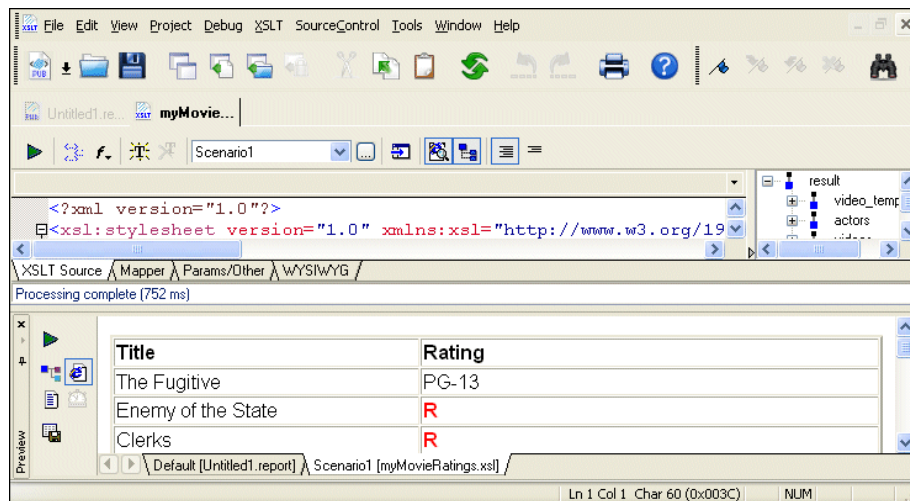 File Edit View Project Debug XSLT SourceControl Tools Window Help
Untitled1.re... myMovie...
Scenario1
<?xml version="1.0"?>
<xsl:stylesheet version="1.0" xmlns:xsl="http://www.w3.org/19
result
video_temp
actors
XSLT Source Mapper Params/Other WYSIWYG
Processing complete (752 ms)
Title Rating
The Fugitive PG-13
Enemy of the State R
Clerks R
Preview
Default [Untitled1.report] Scenario1 [myMovieRatings.xsl]
Ln 1 Col 1 Char 60 (0x003C) NUM